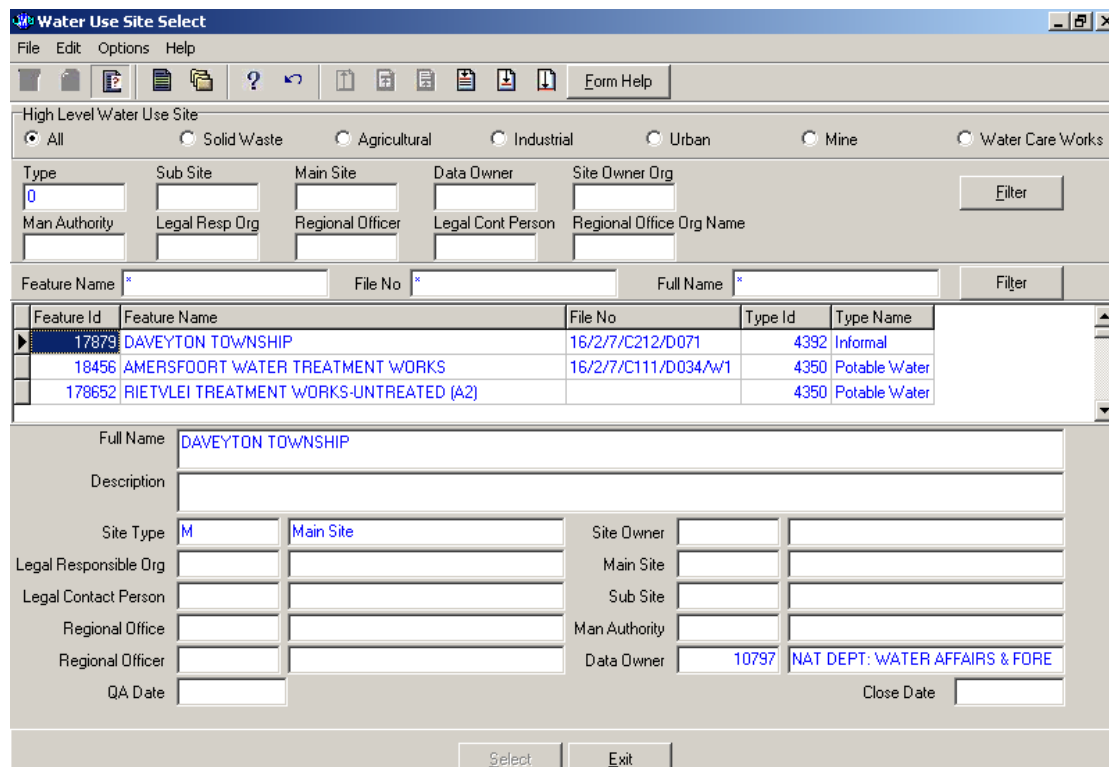 Water Use Site Select
File Edit Options Help
Form Help
High Level Water Use Site
All Solid Waste Agricultural Industrial Urban Mine Water Care Works
Type Sub Site Main Site Data Owner Site Owner Org
0
Filter
Man Authority Legal Resp Org Regional Officer Legal Cont Person Regional Office Org Name
Feature Name * File No * Full Name * Filter
Feature Id Feature Name File No Type Id Type Name
17879 DAVEYTON TOWNSHIP 16/2/7/C212/D071 4392 Informal
18456 AMERSFOORT WATER TREATMENT WORKS 16/2/7/C111/D034/W1 4350 Potable Water
178652 RIETVLEI TREATMENT WORKS-UNTREATED (A2) 4350 Potable Water
Full Name DAVEYTON TOWNSHIP
Description
Site Type M Main Site Site Owner
Legal Responsible Org Main Site
Legal Contact Person Sub Site
Regional Office Man Authority
Regional Officer Data Owner 10797 NAT DEPT: WATER AFFAIRS & FORE
QA Date Close Date
Select Exit